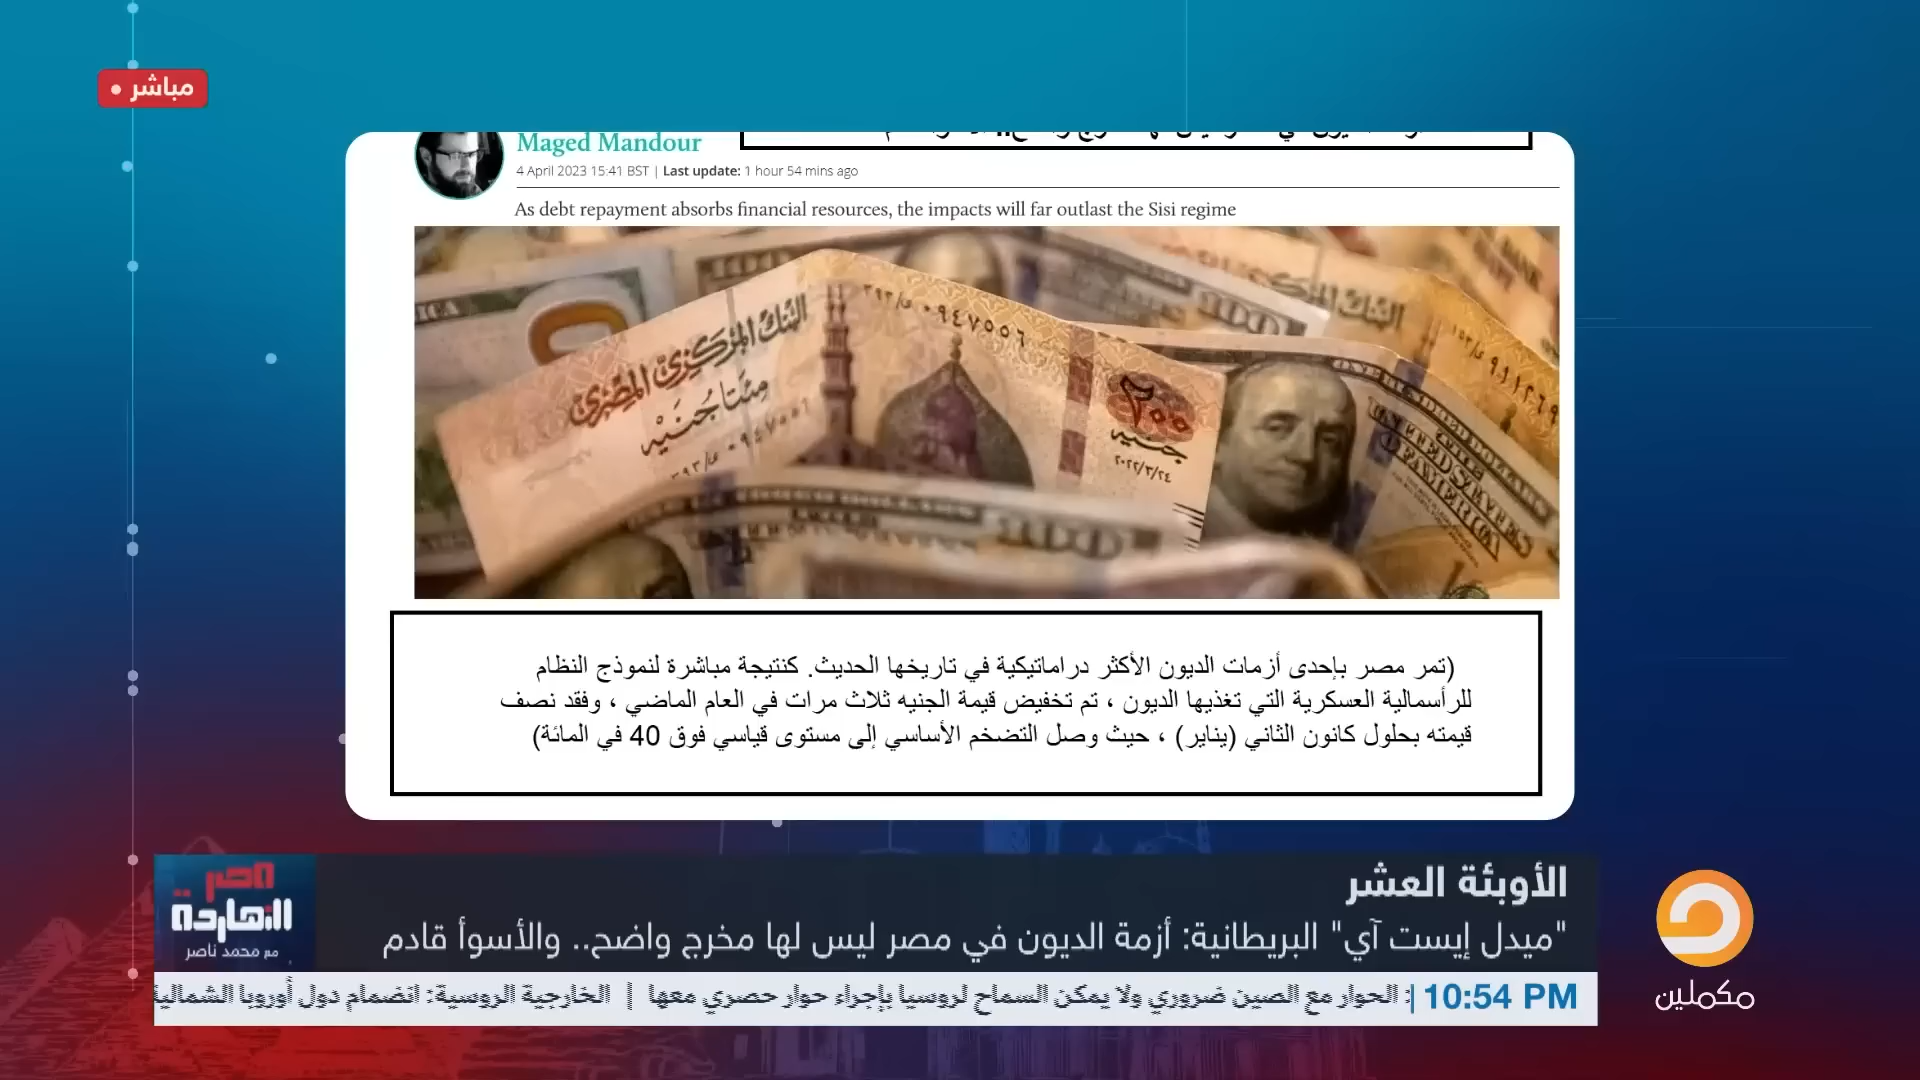 مباشر
Maged Mandour
4 April 2023 15:41 BST | Last update: 1 hour 54 mins ago
As debt repayment absorbs financial resources, the impacts will far outlast the Sisi regime
البنك المركزي المصري
مئتا جنيه
٢٠٠
جنيه
٢٠٢٢/٣/٢٤
٠٩٤٧٥٥٦
100
(تمر مصر بإحدى أزمات الديون الأكثر دراماتيكية في تاريخها الحديث. كنتيجة مباشرة لنموذج النظام
للرأسمالية العسكرية التي تغذيها الديون ، تم تخفيض قيمة الجنيه ثلاث مرات في العام الماضي ، وفقد نصف
قيمته بحلول كانون الثاني (يناير) ، حيث وصل التضخم الأساسي إلى مستوى قياسي فوق 40 في المائة)
مصر
النهاردة
مع محمد ناصر
الأوبئة العشر
"ميدل إيست آي" البريطانية: أزمة الديون في مصر ليس لها مخرج واضح.. والأسوأ قادم
10:54 PM
: الحوار مع الصين ضروري ولا يمكن السماح لروسيا بإجراء حوار حصري معها | الخارجية الروسية: انضمام دول أوروبا الشمالية
مكملين